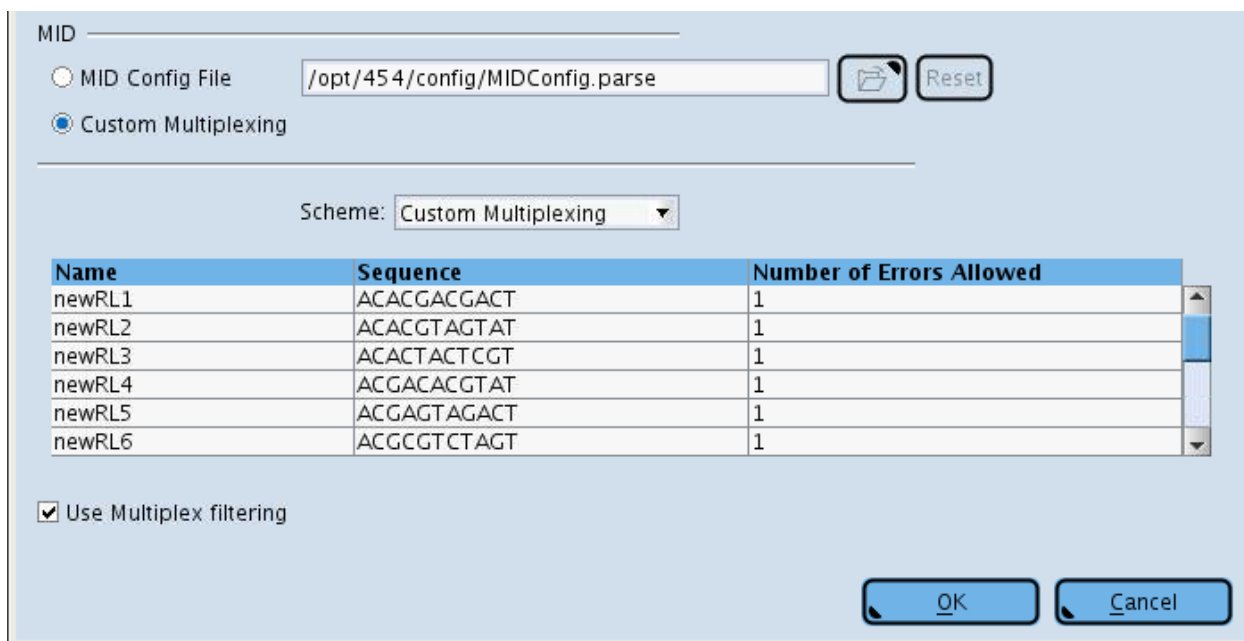 MID
MID Config File /opt/454/config/MIDConfig.parse Reset
Custom Multiplexing
Scheme: Custom Multiplexing
Name Sequence Number of Errors Allowed
newRL1 ACACGACGACT 1
newRL2 ACACGTAGTAT 1
newRL3 ACACTACTCGT 1
newRL4 ACGACACGTAT 1
newRL5 ACGAGTAGACT 1
newRL6 ACGCGTCTAGT 1
Use Multiplex filtering
OK Cancel